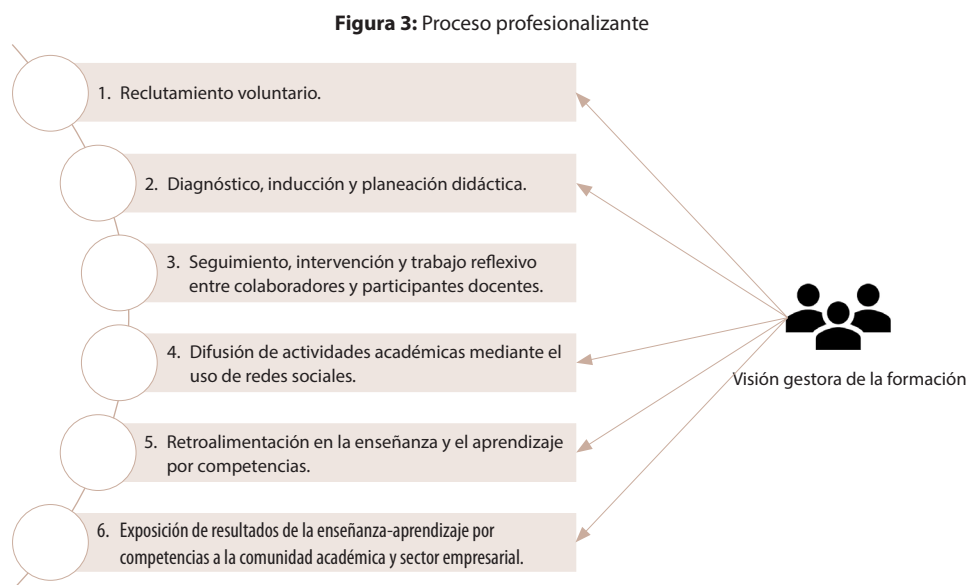 Figura 3: Proceso profesionalizante
1. Reclutamiento voluntario.
2. Diagnóstico, inducción y planeación didáctica.
3. Seguimiento, intervención y trabajo reflexivo
entre colaboradores y participantes docentes.
4. Difusión de actividades académicas mediante el
uso de redes sociales.
Visión gestora de la formación
5. Retroalimentación en la enseñanza y el aprendizaje
por competencias.
6. Exposición de resultados de la enseñanza-aprendizaje por
competencias a la comunidad académica y sector empresarial.